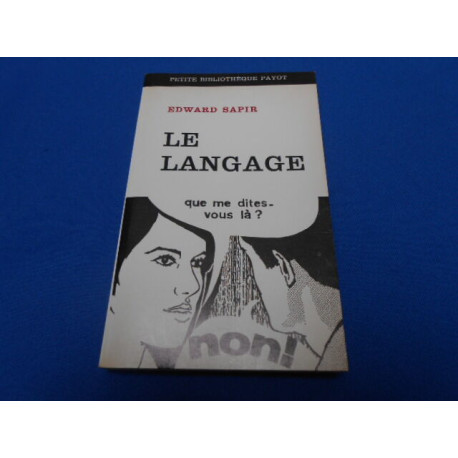 PETITE BIBLIOTHÈQUE PAYOT
EDWARD SAPIR
LE
LANGAGE
que me dites-
vous là ?
non!